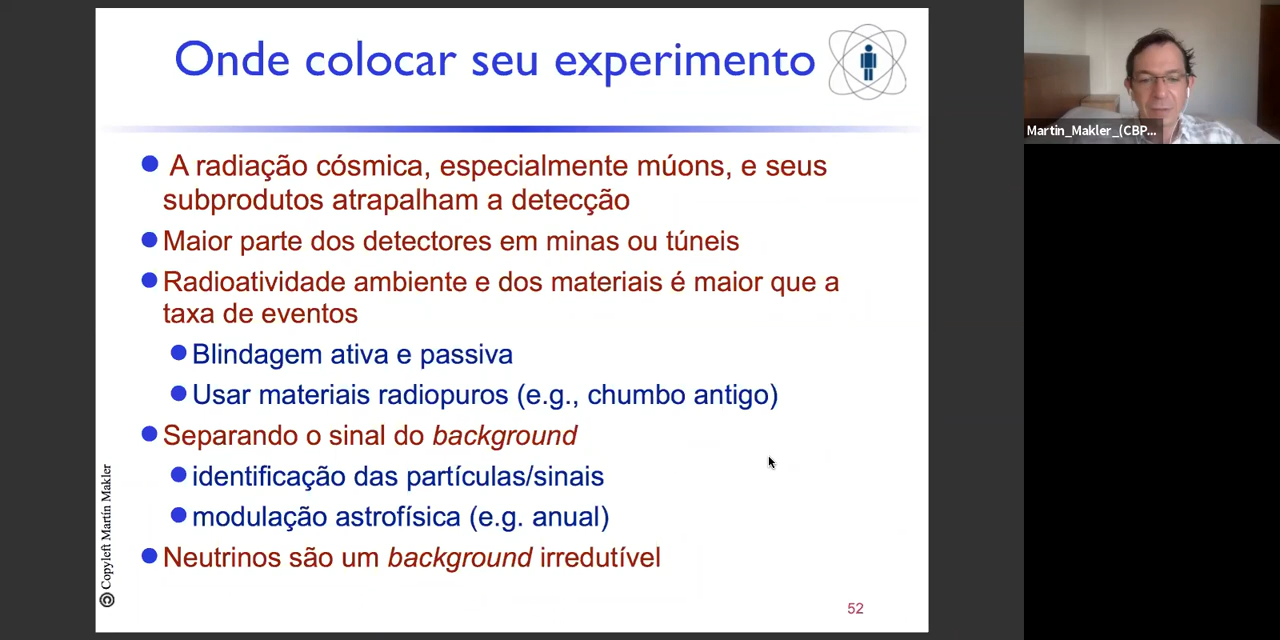 Onde colocar seu experimento
A radiação cósmica, especialmente múons, e seus
subprodutos atrapalham a detecção
Maior parte dos detectores em minas ou túneis
Radioatividade ambiente e dos materiais é maior que a
taxa de eventos
Blindagem ativa e passiva
Usar materiais radiopuros (e.g., chumbo antigo)
Separando o sinal do background
identificação das partículas/sinais
modulação astrofísica (e.g. anual)
Neutrinos são um background irredutível
© Copyleft Martín Makler
52
Martin_Makler_(CBP...